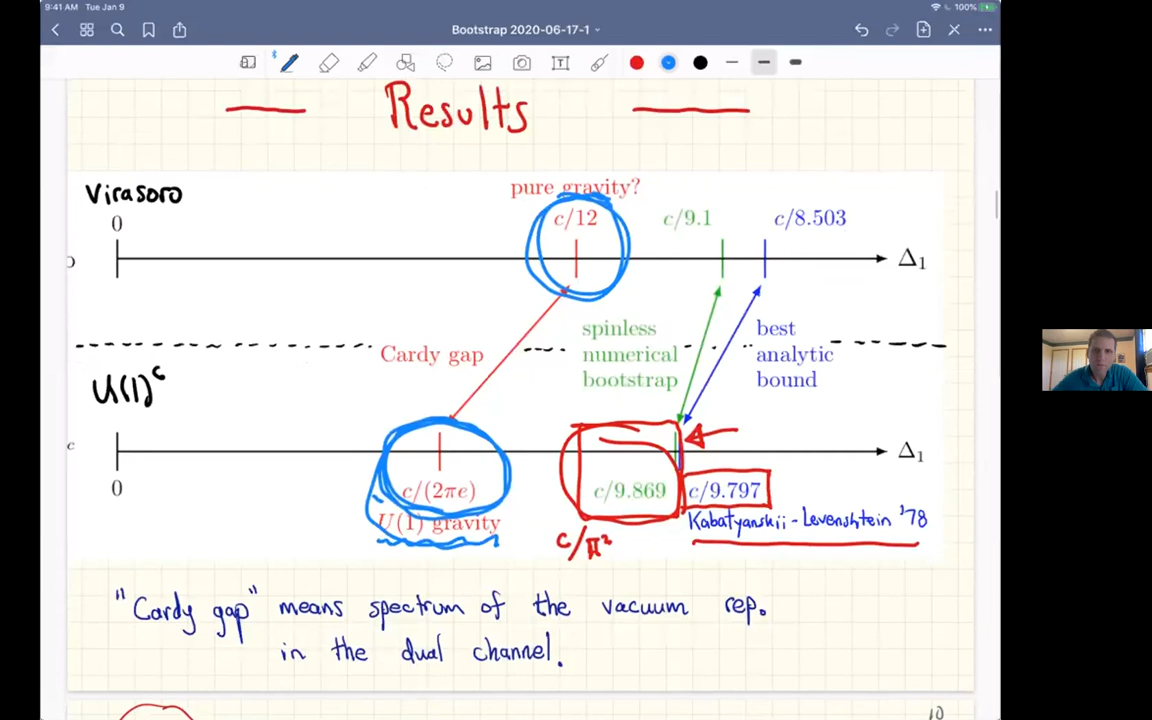 9:41 AM Tue Jan 9
100%
Bootstrap 2020-06-17-1
Results
Virasoro
pure gravity?
0
c/12
c/9.1
c/8.503
Δ₁
Cardy gap
spinless
numerical
bootstrap
best
analytic
bound
U(1)ᶜ
c
Δ₁
0
c/(2πe)
c/9.869
c/9.797
U(1) gravity
Kabatyanskii - Levenshtein '78
c/π²
"Cardy gap" means spectrum of the vacuum rep.
in the dual channel.
10